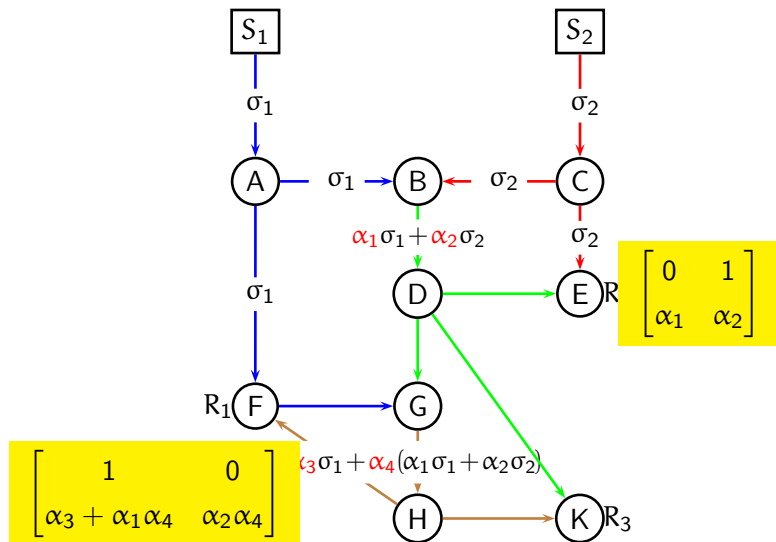 S₁ S₂
σ₁ σ₂
A σ₁ B σ₂ C
α₁σ₁ + α₂σ₂ σ₂
σ₁ D E R
0 1
α₁ α₂
R₁ F G
σ₁ + α₄(α₁σ₁ + α₂σ₂)
1 0
α₃ + α₁α₄ α₂α₄
H K R₃